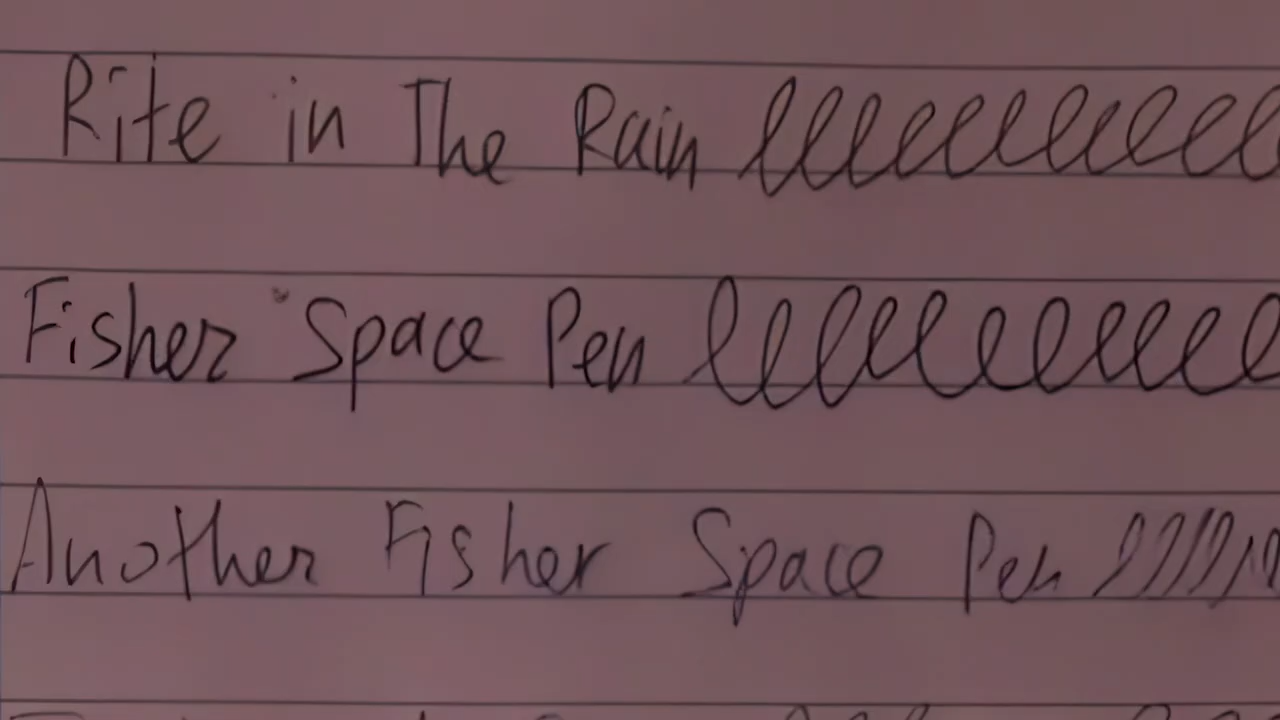 Rite in The Rain
Fisher Space Pen
Another Fisher Space Pen